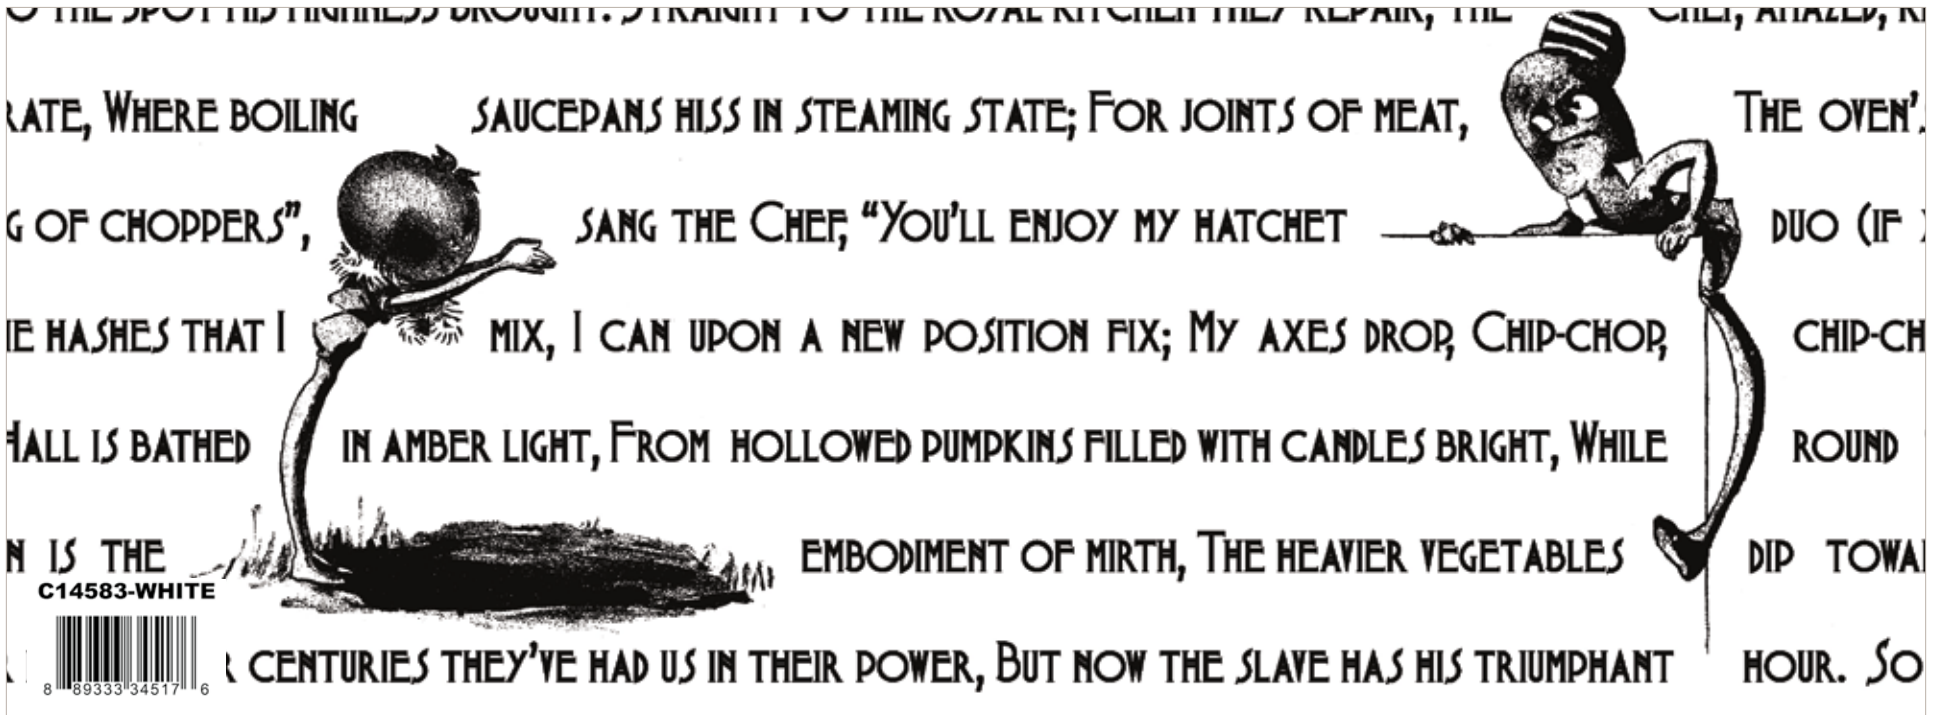 THE SPOT HIS HIGHNESS BROUGHT. STRAIGHT TO THE ROYAL KITCHEN THEY REPAIR, THE CHEF, AMAZED,
RATE, WHERE BOILING SAUCEPANS HISS IN STEAMING STATE; FOR JOINTS OF MEAT, THE OVEN'S
G OF CHOPPERS", SANG THE CHEF, "YOU'LL ENJOY MY HATCHET DUO (IF
HE HASHES THAT I MIX, I CAN UPON A NEW POSITION FIX; MY AXES DROP, CHIP-CHOP, CHIP-CH
HALL IS BATHED IN AMBER LIGHT, FROM HOLLOWED PUMPKINS FILLED WITH CANDLES BRIGHT, WHILE ROUND
N IS THE EMBODIMENT OF MIRTH, THE HEAVIER VEGETABLES DIP TOWA
C14583-WHITE
R CENTURIES THEY'VE HAD US IN THEIR POWER, BUT NOW THE SLAVE HAS HIS TRIUMPHANT HOUR. SO
8 89333 34517 6